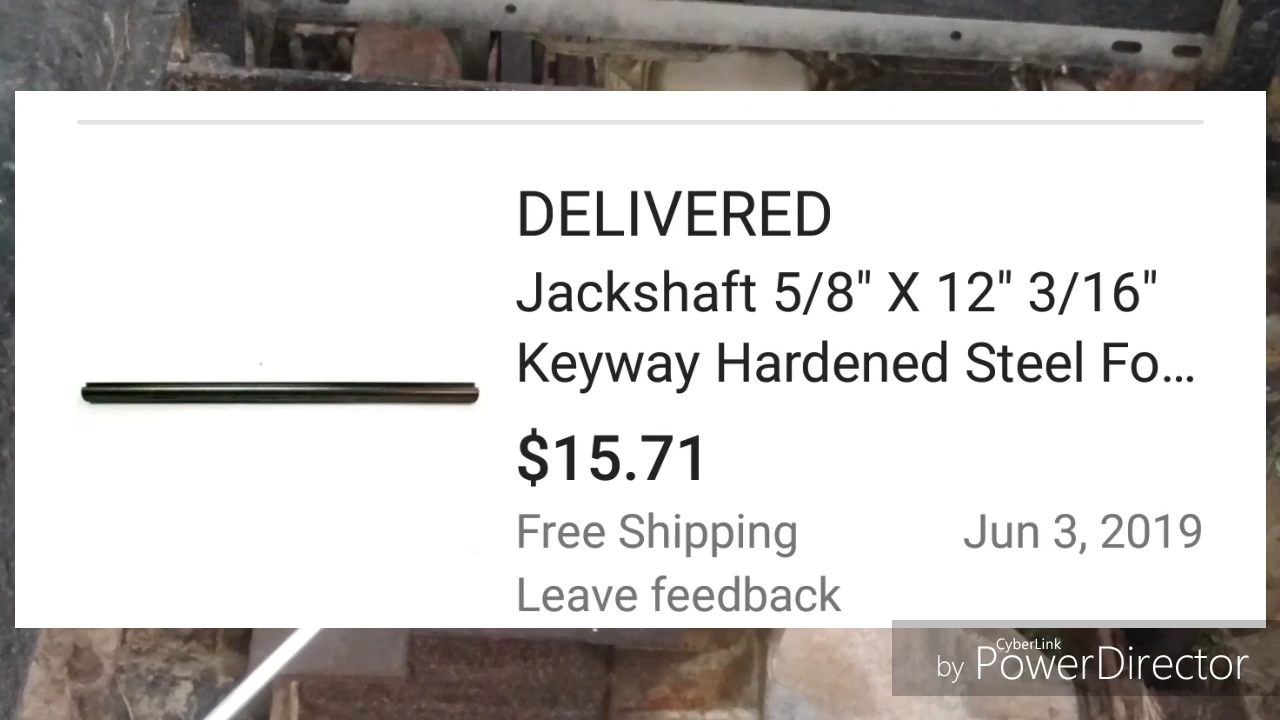 DELIVERED
Jackshaft 5/8" X 12" 3/16"
Keyway Hardened Steel Fo...
$15.71
Free Shipping Jun 3, 2019
Leave feedback
CyberLink
by PowerDirector